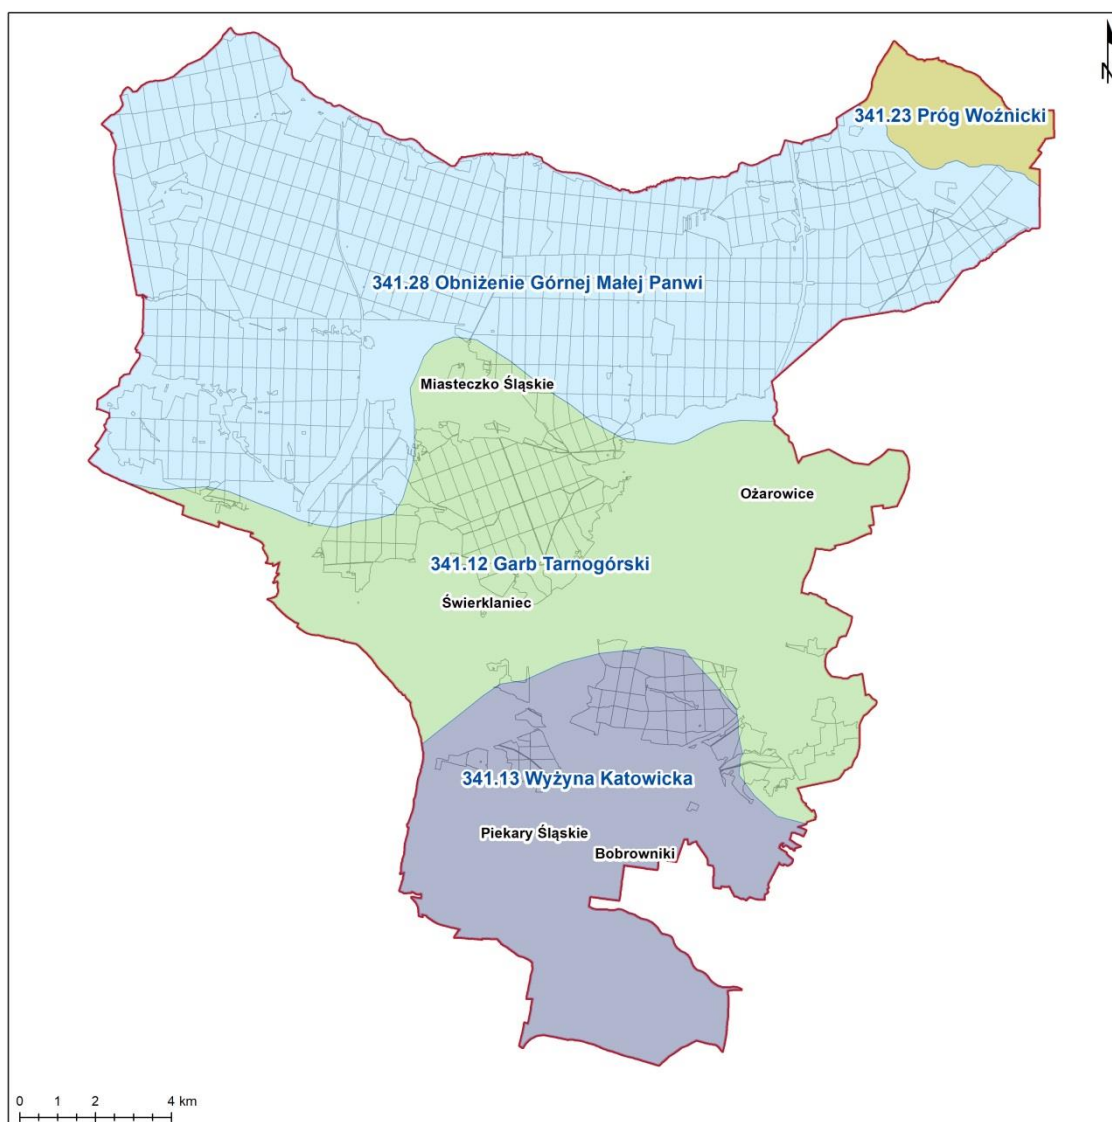 N
341.23 Próg Woźnicki
341.28 Obniżenie Górnej Małej Panwi
Miasteczko Śląskie
Ożarowice
341.12 Garb Tarnogórski
Świerklaniec
341.13 Wyżyna Katowicka
Piekary Śląskie
Bobrowniki
0 1 2 4 km